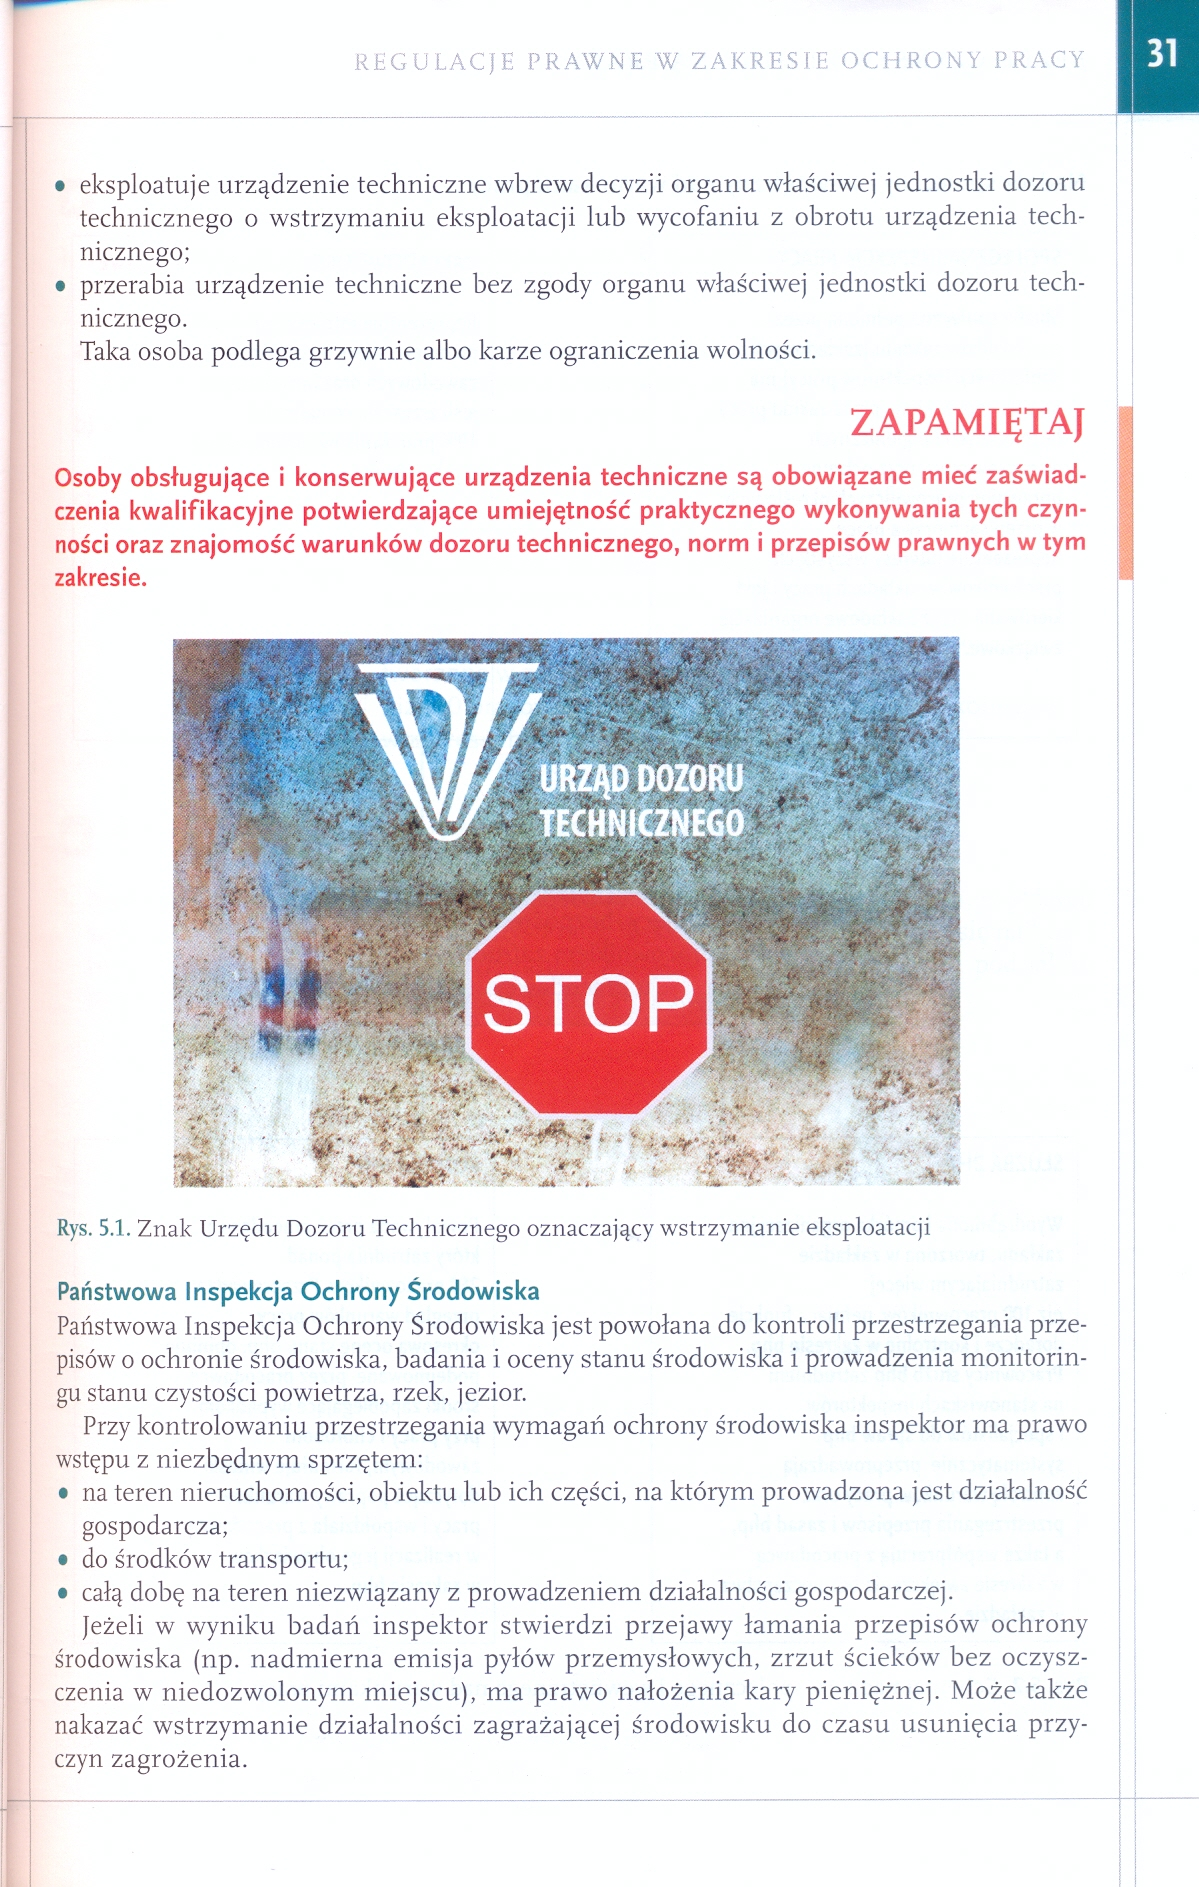 REGULACJE PRAWNE W ZAKRESIE OCHRONY PRACY
31
• eksploatuje urządzenie techniczne wbrew decyzji organu właściwej jednostki dozoru
technicznego o wstrzymaniu eksploatacji lub wycofaniu z obrotu urządzenia tech-
nicznego;
• przerabia urządzenie techniczne bez zgody organu właściwej jednostki dozoru tech-
nicznego.
Taka osoba podlega grzywnie albo karze ograniczenia wolności.
ZAPAMIĘTAJ
Osoby obsługujące i konserwujące urządzenia techniczne są obowiązane mieć zaświad-
czenia kwalifikacyjne potwierdzające umiejętność praktycznego wykonywania tych czyn-
ności oraz znajomość warunków dozoru technicznego, norm i przepisów prawnych w tym
zakresie.
UDT
URZĄD DOZORU
TECHNICZNEGO
STOP
Rys. 5.1. Znak Urzędu Dozoru Technicznego oznaczający wstrzymanie eksploatacji
Państwowa Inspekcja Ochrony Środowiska
Państwowa Inspekcja Ochrony Środowiska jest powołana do kontroli przestrzegania prze-
pisów o ochronie środowiska, badania i oceny stanu środowiska i prowadzenia monitorin-
gu stanu czystości powietrza, rzek, jezior.
Przy kontrolowaniu przestrzegania wymagań ochrony środowiska inspektor ma prawo
wstępu z niezbędnym sprzętem:
• na teren nieruchomości, obiektu lub ich części, na którym prowadzona jest działalność
gospodarcza;
• do środków transportu;
• całą dobę na teren niezwiązany z prowadzeniem działalności gospodarczej.
Jeżeli w wyniku badań inspektor stwierdzi przejawy łamania przepisów ochrony
środowiska (np. nadmierna emisja pyłów przemysłowych, zrzut ścieków bez oczysz-
czenia w niedozwolonym miejscu), ma prawo nałożenia kary pieniężnej. Może także
nakazać wstrzymanie działalności zagrażającej środowisku do czasu usunięcia przy-
czyn zagrożenia.